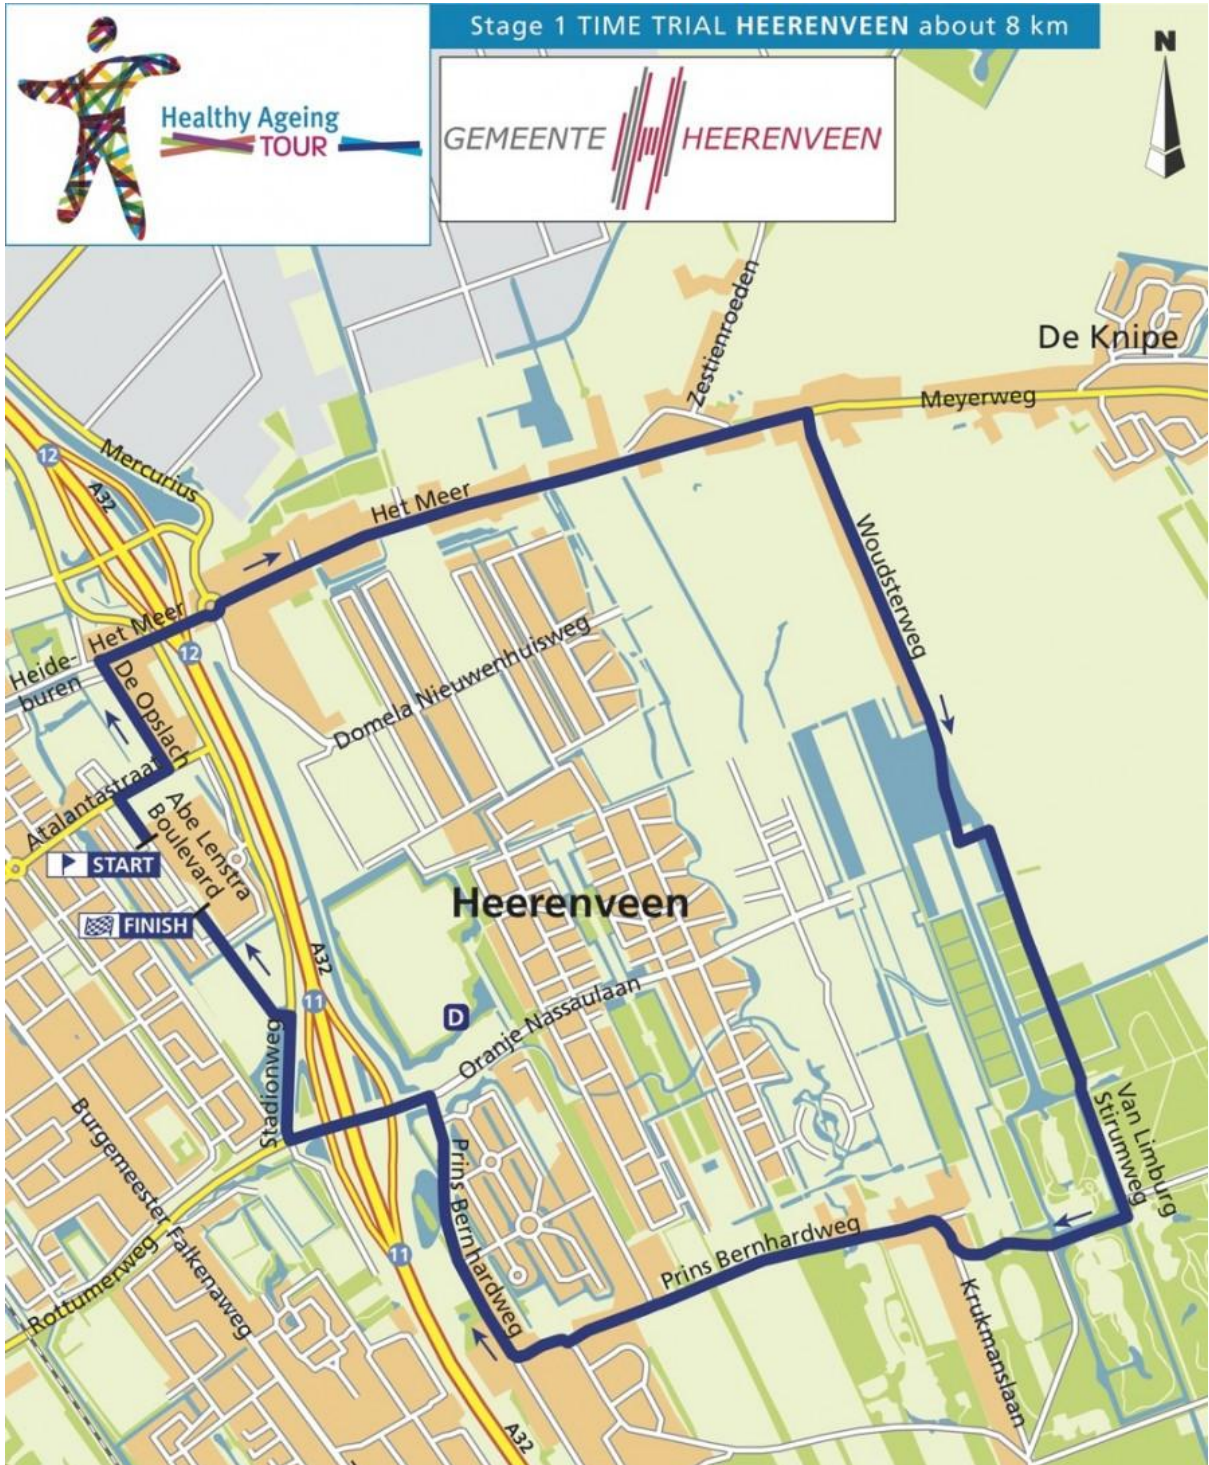 Stage 1 TIME TRIAL HEERENVEEN about 8 km
Healthy Ageing
TOUR
GEMEENTE HEERENVEEN
N
Zestienroeden
De Knipe
Meyerweg
Mercurius
12
A32
Het Meer
Woudsterweg
Het Meer
12
Heide-
buren
De Opslach
Domela Nieuwenhuisweg
Atalantastraat
Abe Lenstra
Boulevard
START
FINISH
Heerenveen
A32
11
D
Oranje Nassaulaan
Stadionweg
Van Limburg
Stirumweg
Burgemeester Falkenaweg
Prins Bernhardweg
Prins Bernhardweg
11
Rottumerweg
Krukmanslaan
A32